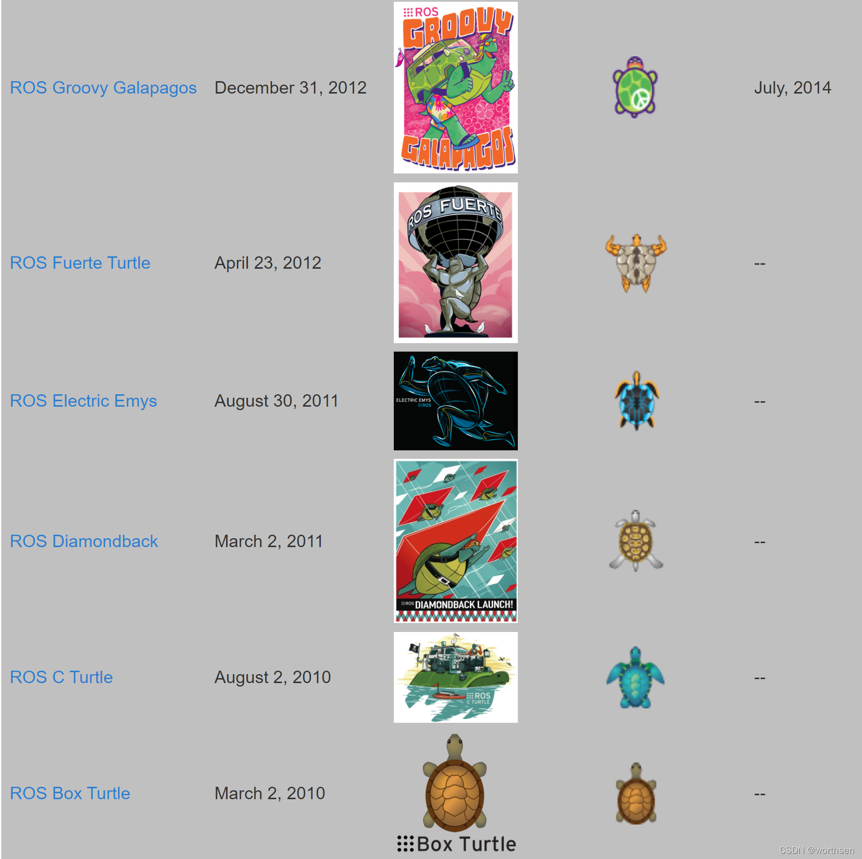 ROS Groovy Galapagos December 31, 2012 July, 2014
ROS
GROOVY
GALAPAGOS
ROS Fuerte Turtle April 23, 2012 --
ROS FUERTE
ROS Electric Emys August 30, 2011 --
ELECTRIC EMYS
ROS
ROS Diamondback March 2, 2011 --
ROS DIAMONDBACK LAUNCH!
ROS C Turtle August 2, 2010 --
ROS
C TURTLE
ROS Box Turtle March 2, 2010 --
Box Turtle
CSDN @worthsen